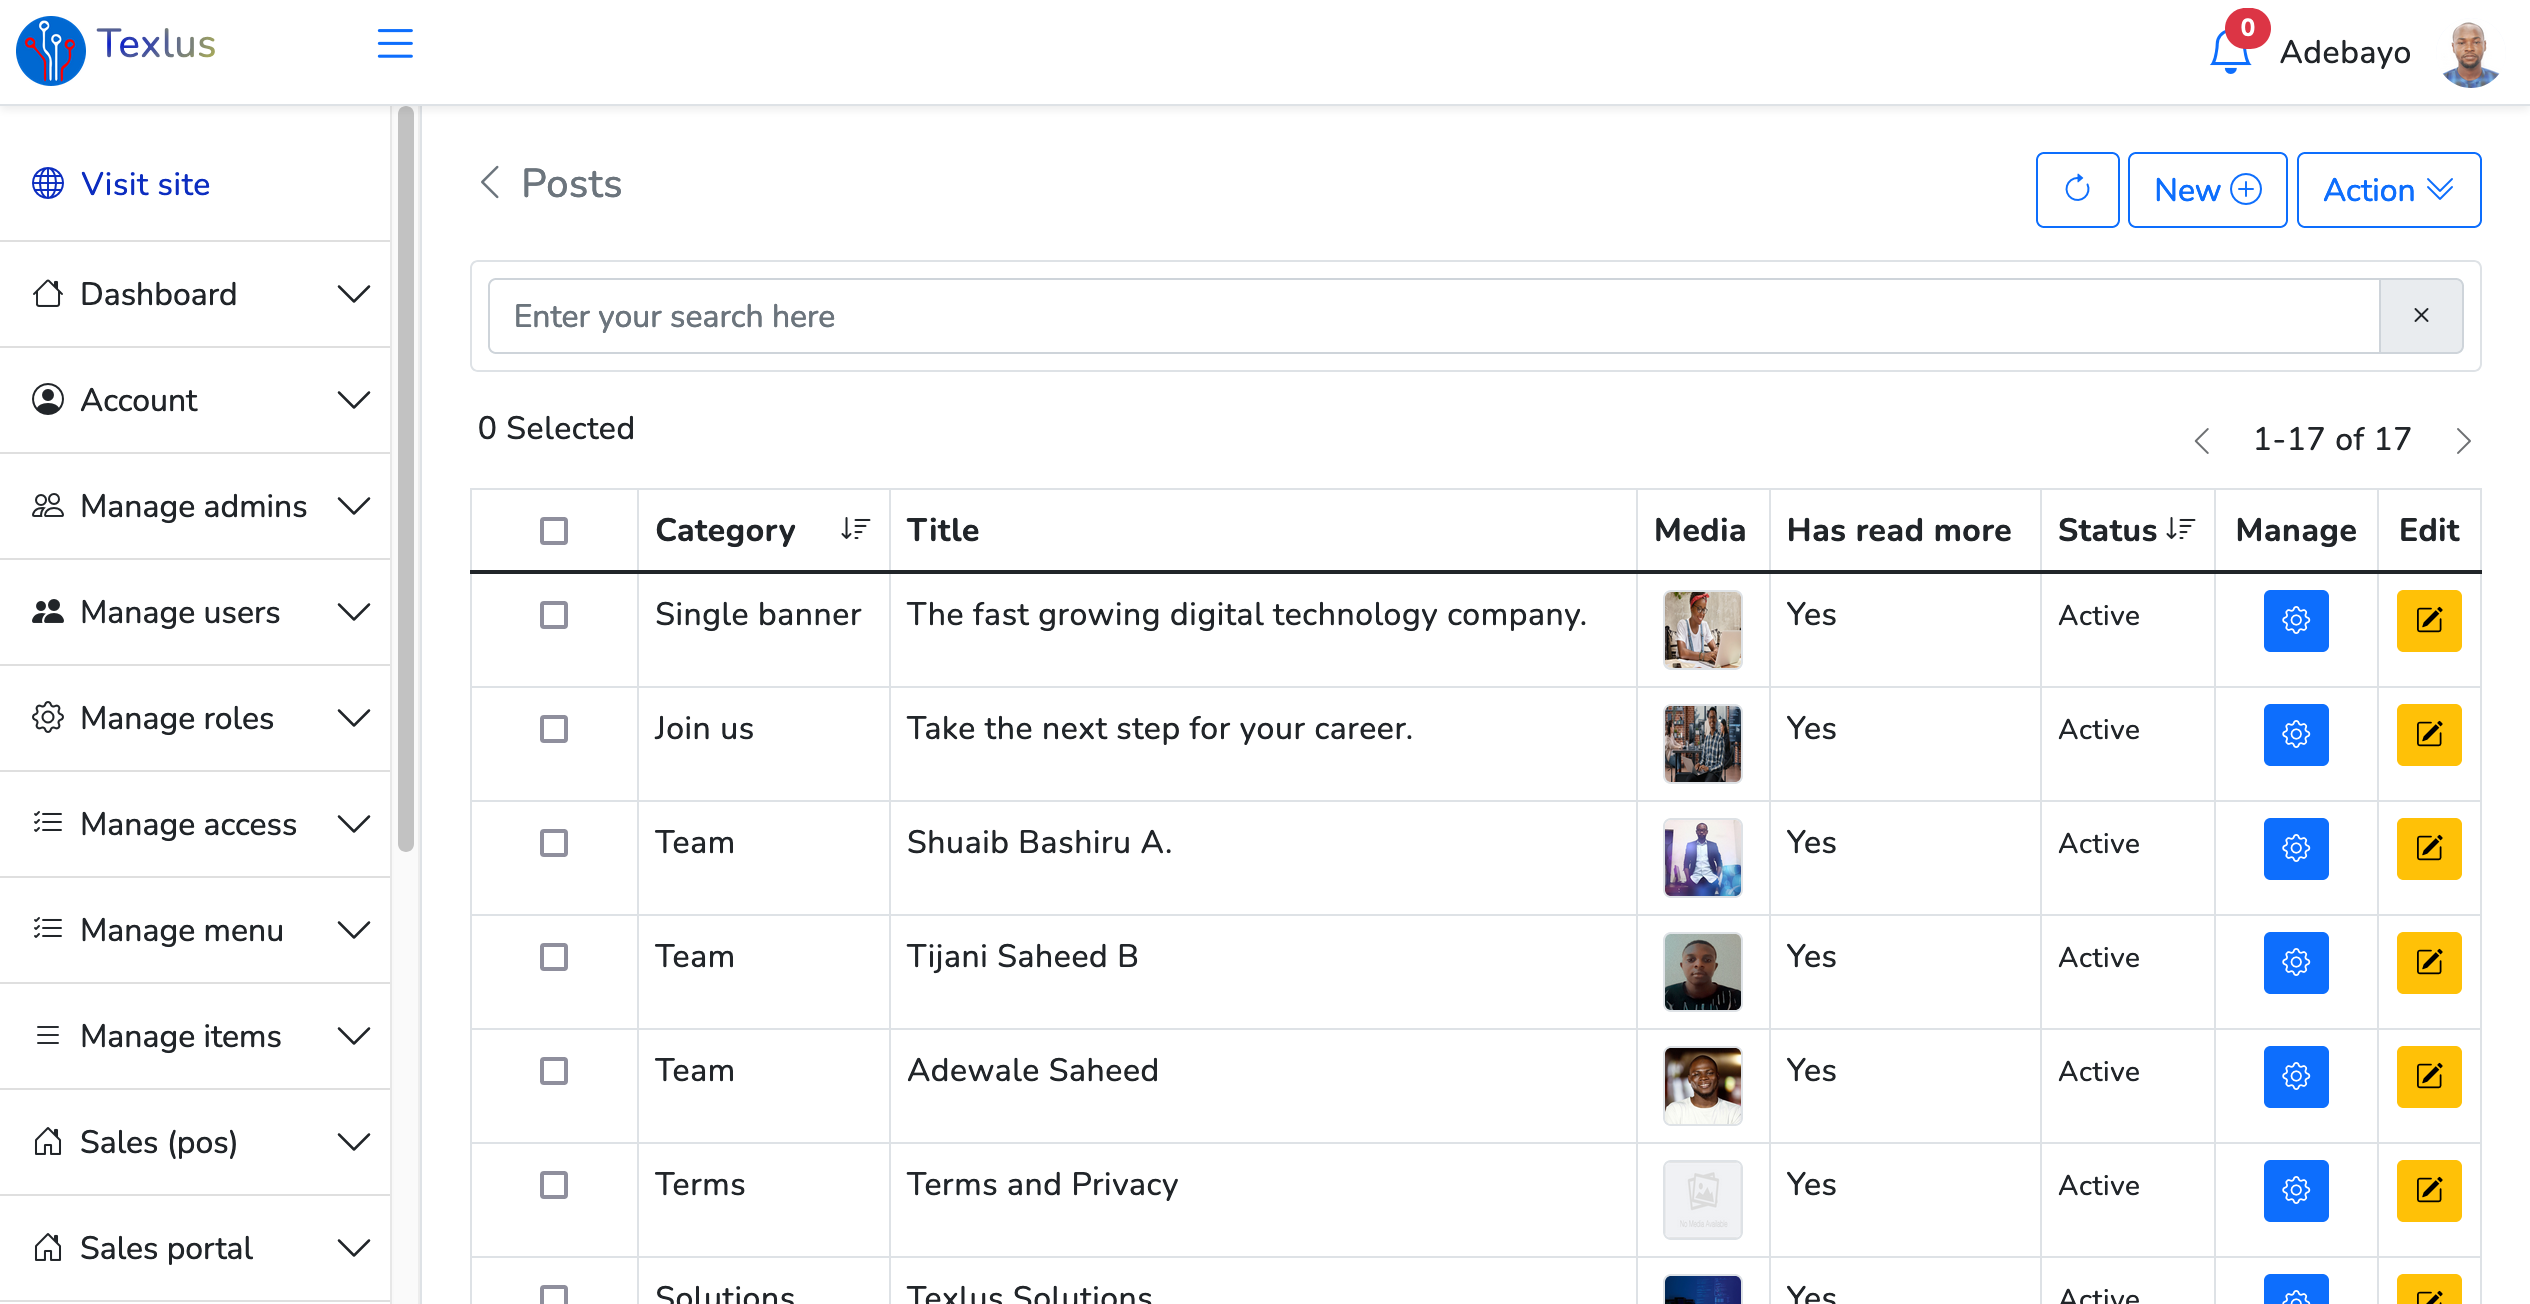 Texlus
0
Adebayo
Visit site
Dashboard
Account
Manage admins
Manage users
Manage roles
Manage access
Manage menu
Manage items
Sales (pos)
Sales portal
Posts
New
Action
Enter your search here
×
0 Selected
1-17 of 17
Category Title Media Has read more Status Manage Edit
Single banner The fast growing digital technology company. Yes Active
Join us Take the next step for your career. Yes Active
Team Shuaib Bashiru A. Yes Active
Team Tijani Saheed B Yes Active
Team Adewale Saheed Yes Active
Terms Terms and Privacy Yes Active
No Media Available
Solutions Texlus Solutions Yes Active